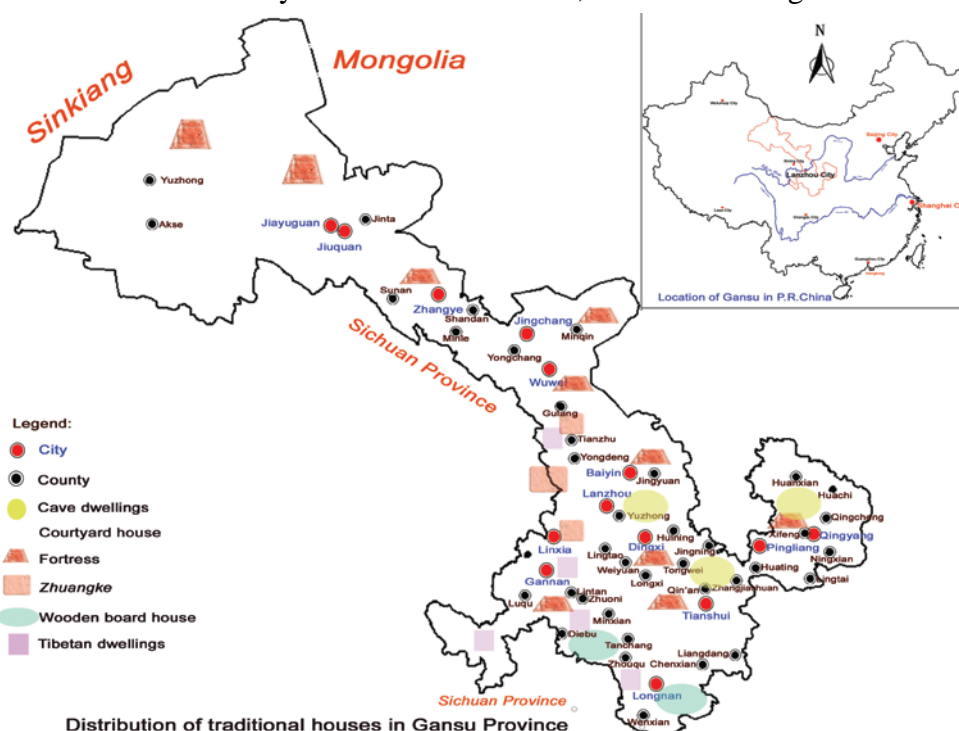 Mongolia
Sinkiang
Yuzhong
Akse
Jiayuguan
Jinta
Jiuquan
Sunan
Zhangye
Shandan
Minle
Jingchang
Minqin
Yongchang
Wuwei
Sichuan Province
Gulang
Tianzhu
Yongdeng
Baiyin
Jingyuan
Lanzhou
Yuzhong
Huining
Linxia
Dingxi
Jingning
Lingtao
Weiyuan
Tongwei
Gannan
Longxi
Qin'an
Zhangjiahuan
Lintan
Luqu
Zhuoni
Tianshui
Minxian
Diebu
Tanchang
Liangdang
Zhouqu
Chenxian
Longnan
Wenxian
Huanxian
Huachi
Qingcheng
Xifeng
Qingyang
Pingliang
Ningxian
Huating
Lingtai
Sichuan Province
Legend:
City
County
Cave dwellings
Courtyard house
Fortress
Zhuangke
Wooden board house
Tibetan dwellings
Distribution of traditional houses in Gansu Province
N
Beijing City
Lanzhou City
Shanghai C
Guangzhou City
Location of Gansu in P.R.China